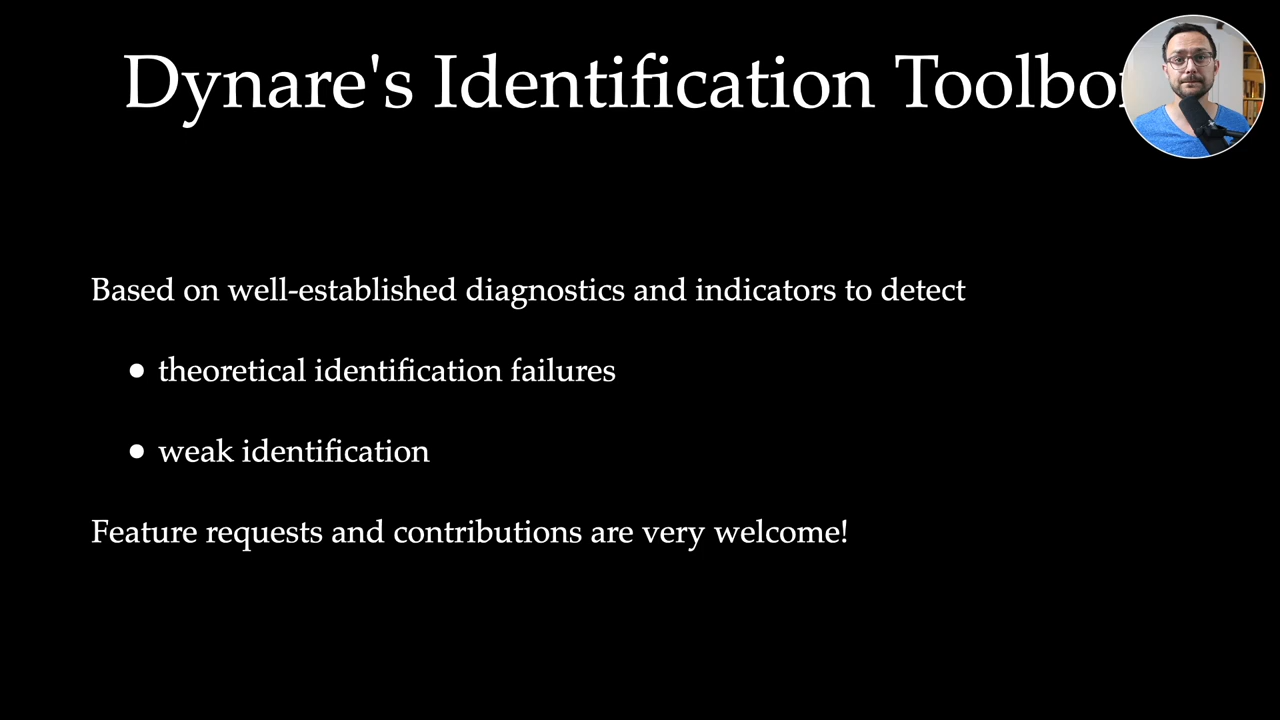 Dynare's Identification
Based on well-established diagnostics and indicators to detect
● theoretical identification failures
● weak identification
Feature requests and contributions are very welcome!